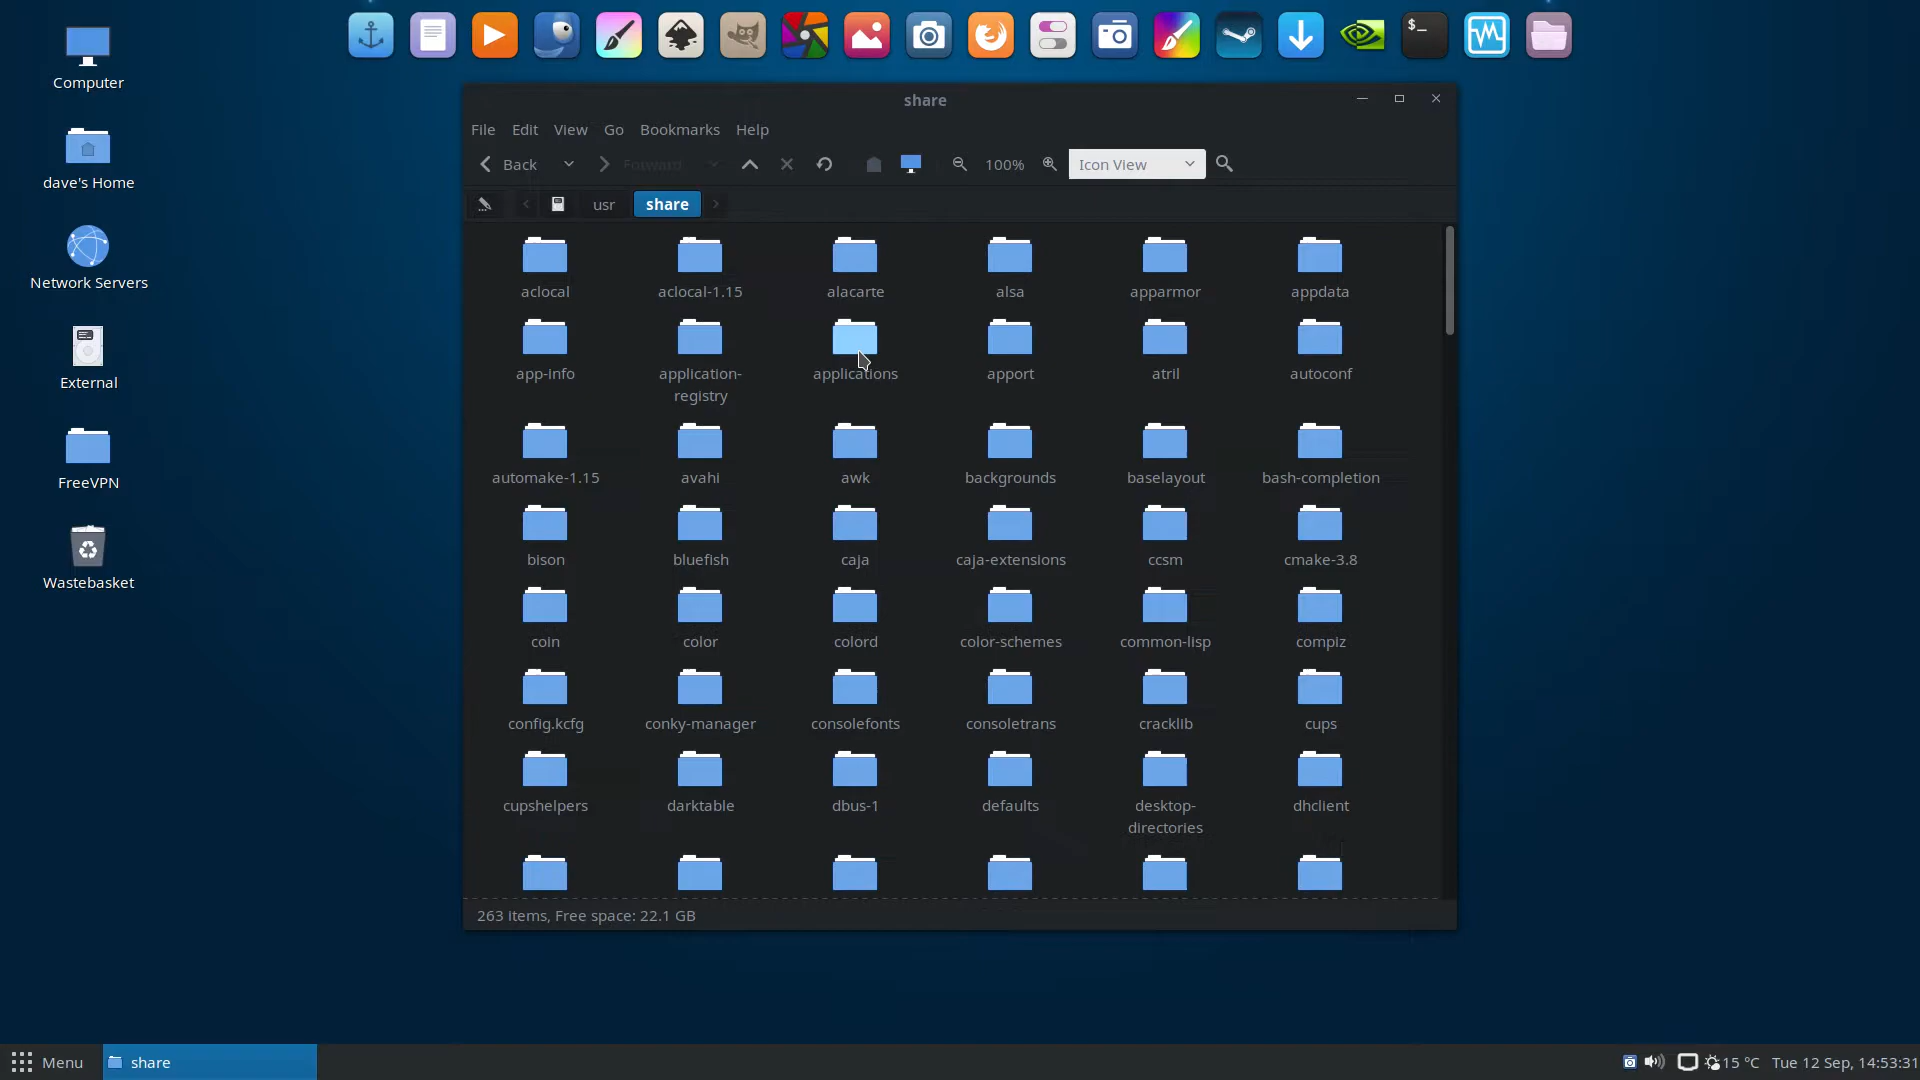 Computer
dave's Home
Network Servers
External
FreeVPN
Wastebasket
$_
share
File Edit View Go Bookmarks Help
Back Forward 100% Icon View
usr share
aclocal aclocal-1.15 alacarte alsa apparmor appdata
app-info application- applications apport atril autoconf
registry
automake-1.15 avahi awk backgrounds baselayout bash-completion
bison bluefish caja caja-extensions ccsm cmake-3.8
coin color colord color-schemes common-lisp compiz
config.kcfg conky-manager consolefonts consoletrans cracklib cups
cupshelpers darktable dbus-1 defaults desktop- dhclient
directories
263 items, Free space: 22.1 GB
Menu share 15 °C Tue 12 Sep, 14:53:31